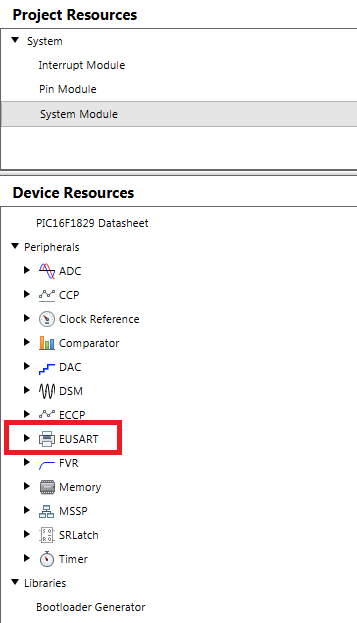 Project Resources
System
Interrupt Module
Pin Module
System Module
Device Resources
PIC16F1829 Datasheet
Peripherals
ADC
CCP
Clock Reference
Comparator
DAC
DSM
ECCP
EUSART
FVR
Memory
MSSP
SRLatch
Timer
Libraries
Bootloader Generator